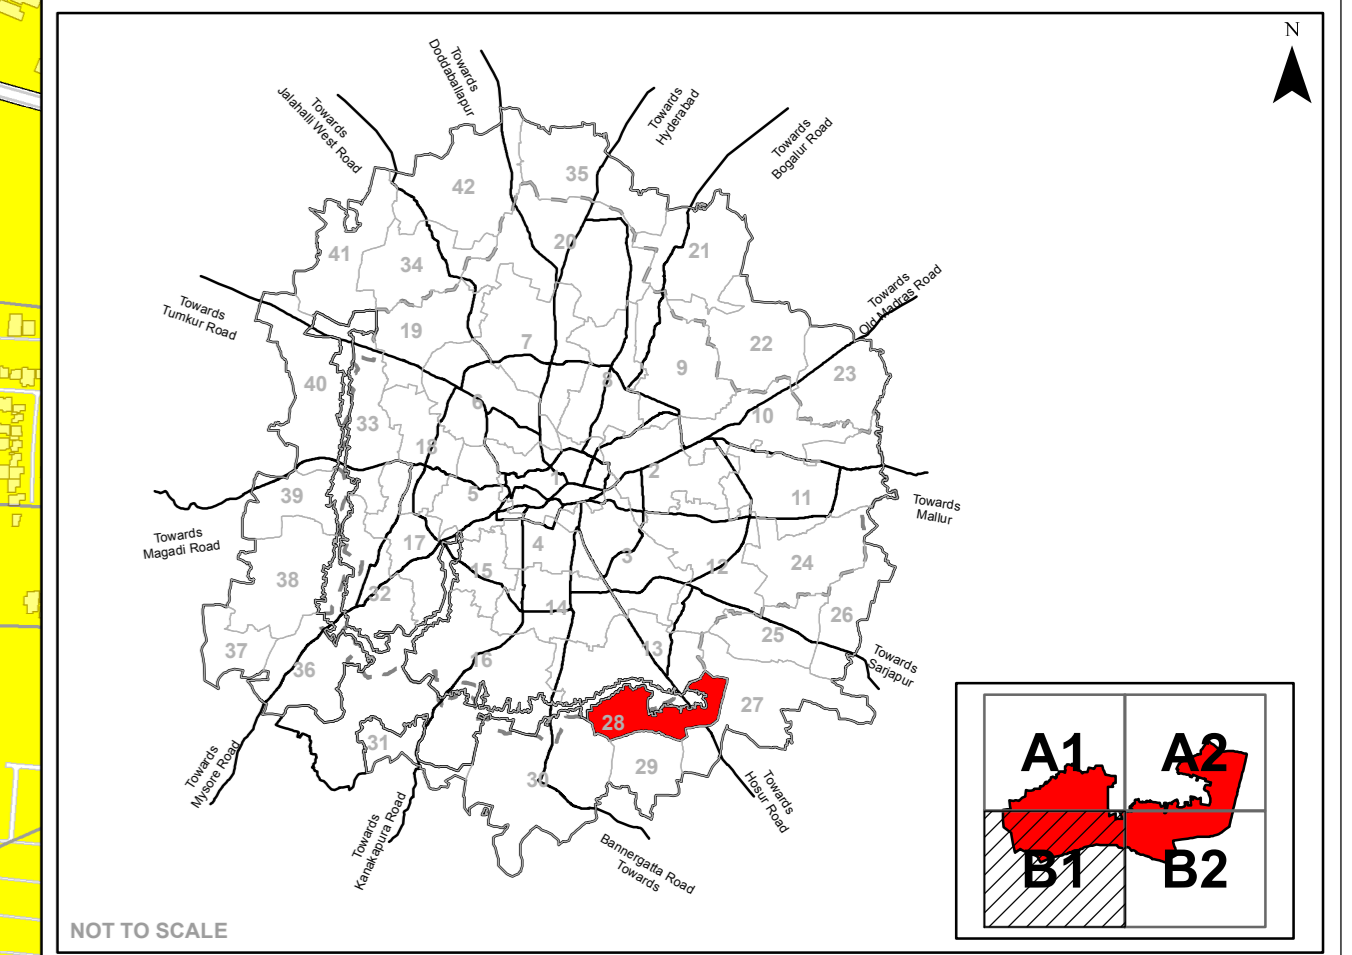 N
Towards
Doddaballapur
Towards
Jalahalli West Road
Towards
Hyderabad
Towards
Bogalur Road
42
35
41
34
20
21
Towards
Old Madras Road
Towards
Tumkur Road
19
7
22
9
23
40
8
6
10
33
18
1
2
5
39
11
Towards
Mallur
Towards
Magadi Road
17
4
3
12
24
15
38
32
14
26
25
13
37
36
16
Towards
Sarjapur
27
28
31
29
30
Towards
Mysore Road
Towards
Kanakapura Road
Towards
Hosur Road
Bannergatta Road
Towards
A1
A2
B1
B2
NOT TO SCALE